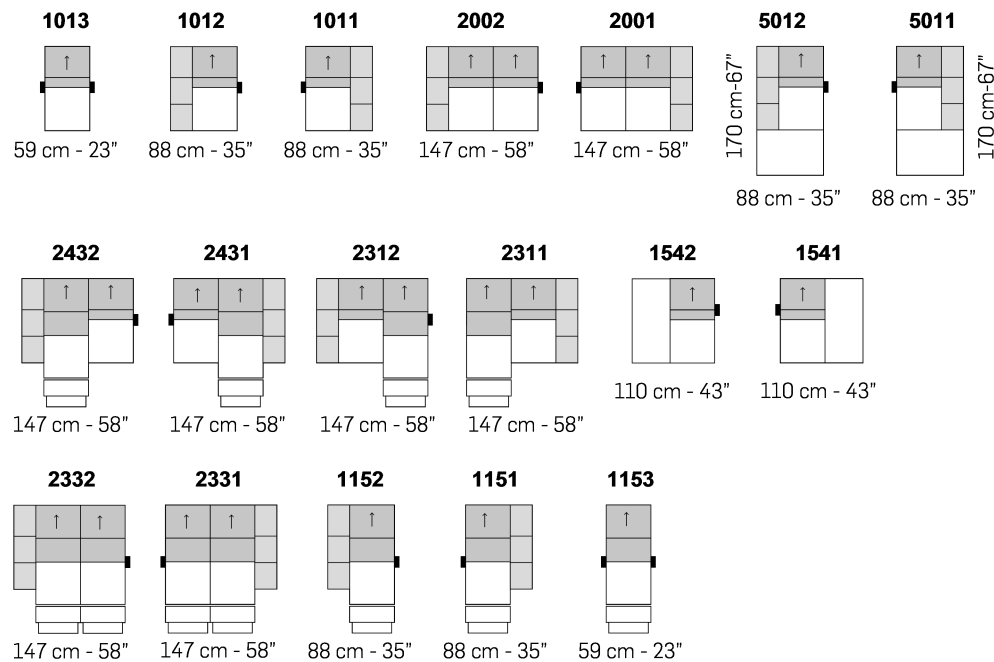 1013 1012 1011 2002 2001 5012 5011
170 cm-67”
170 cm-67”
59 cm - 23” 88 cm - 35” 88 cm - 35” 147 cm - 58” 147 cm - 58”
88 cm - 35” 88 cm - 35”
2432 2431 2312 2311 1542 1541
110 cm - 43” 110 cm - 43”
147 cm - 58” 147 cm - 58” 147 cm - 58” 147 cm - 58”
2332 2331 1152 1151 1153
147 cm - 58” 147 cm - 58” 88 cm - 35” 88 cm - 35” 59 cm - 23”